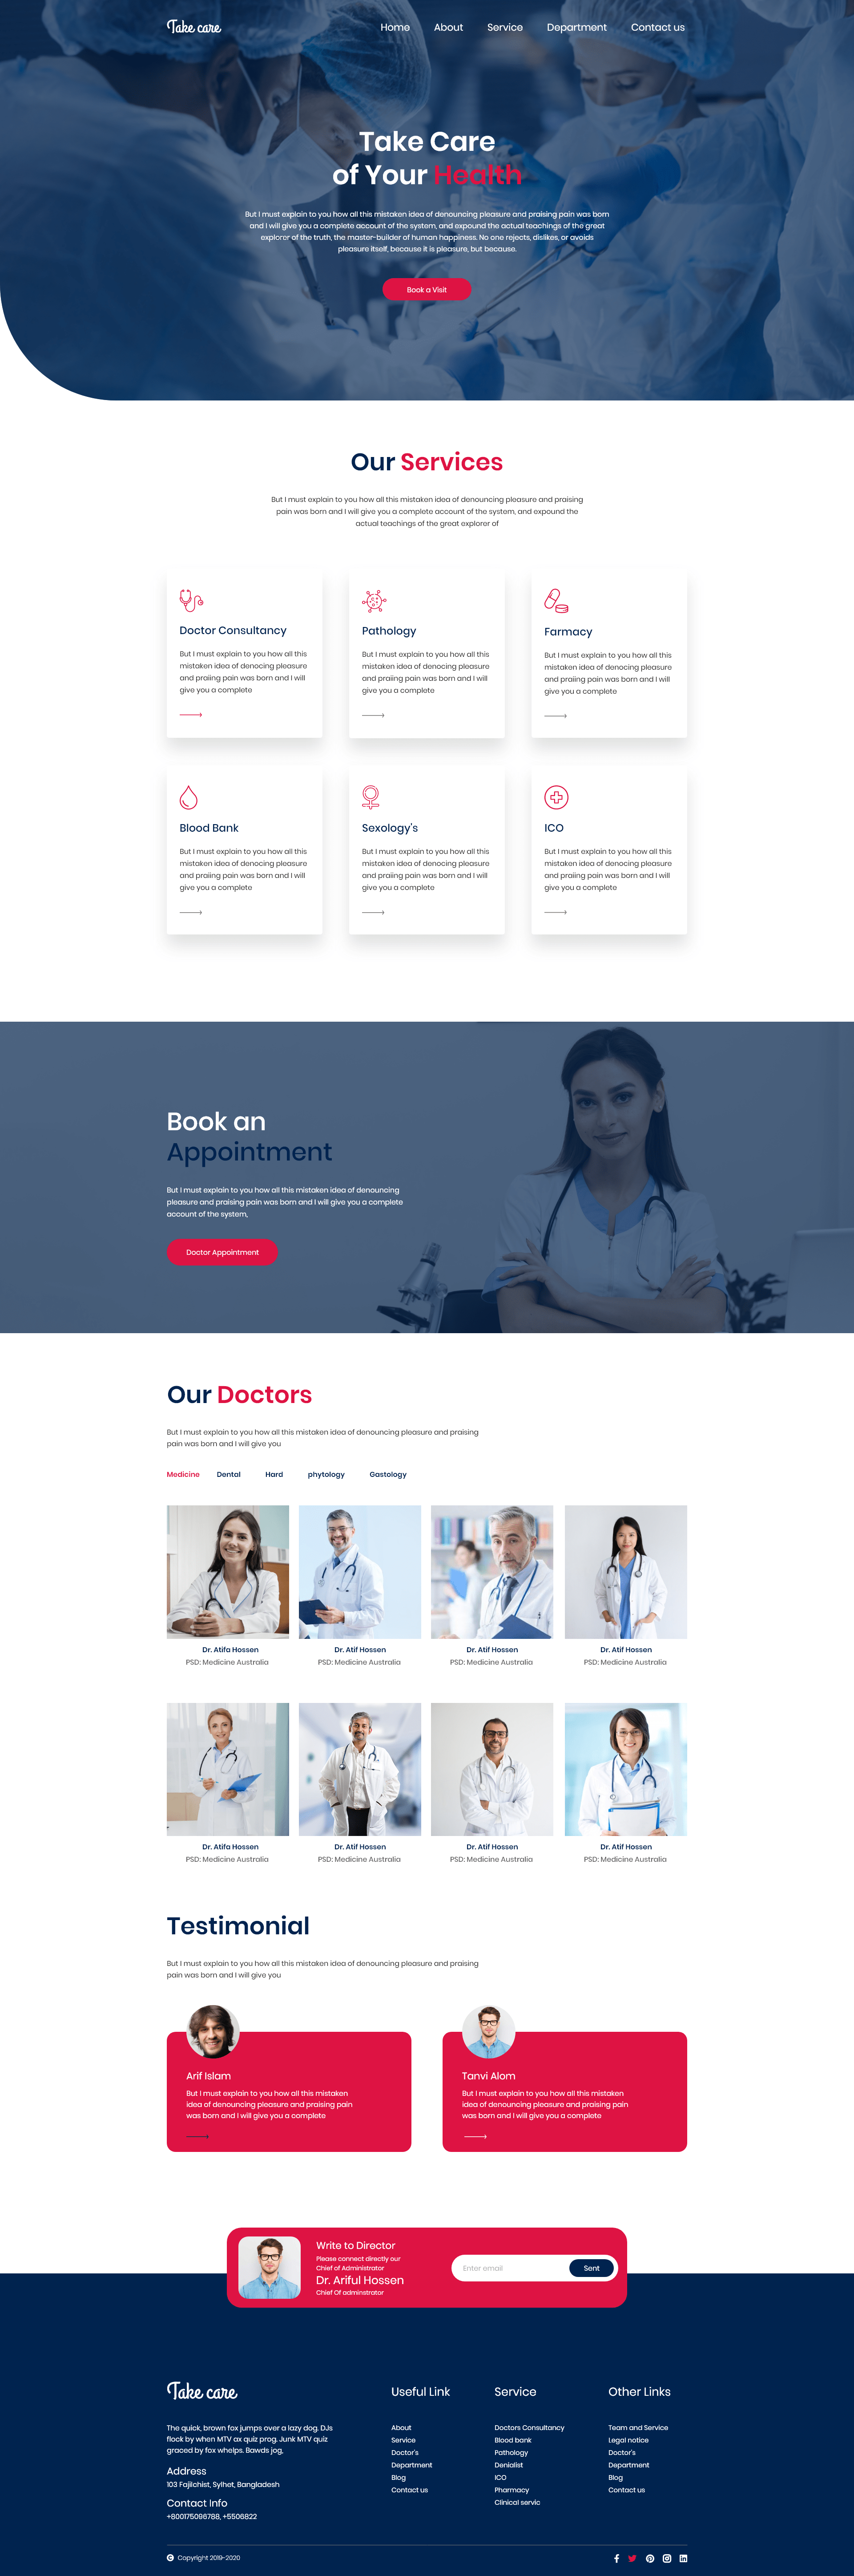 Take care
Home About Service Department Contact us
Take Care
of Your Health
But I must explain to you how all this mistaken idea of denouncing pleasure and praising pain was born
and I will give you a complete account of the system, and expound the actual teachings of the great
explorer of the truth, the master-builder of human happiness. No one rejects, dislikes, or avoids
pleasure itself, because it is pleasure, but because.
Book a Visit
Our Services
But I must explain to you how all this mistaken idea of denouncing pleasure and praising
pain was born and I will give you a complete account of the system, and expound the
actual teachings of the great explorer of
Doctor Consultancy
But I must explain to you how all this
mistaken idea of denocing pleasure
and praiing pain was born and I will
give you a complete
Pathology
But I must explain to you how all this
mistaken idea of denocing pleasure
and praiing pain was born and I will
give you a complete
Farmacy
But I must explain to you how all this
mistaken idea of denocing pleasure
and praiing pain was born and I will
give you a complete
Blood Bank
But I must explain to you how all this
mistaken idea of denocing pleasure
and praiing pain was born and I will
give you a complete
Sexology's
But I must explain to you how all this
mistaken idea of denocing pleasure
and praiing pain was born and I will
give you a complete
ICO
But I must explain to you how all this
mistaken idea of denocing pleasure
and praiing pain was born and I will
give you a complete
Book an
Appointment
But I must explain to you how all this mistaken idea of denouncing
pleasure and praising pain was born and I will give you a complete
account of the system,
Doctor Appointment
Our Doctors
But I must explain to you how all this mistaken idea of denouncing pleasure and praising
pain was born and I will give you
Medicine Dental Hard phytology Gastology
Dr. Atifa Hossen
PSD: Medicine Australia
Dr. Atif Hossen
PSD: Medicine Australia
Dr. Atif Hossen
PSD: Medicine Australia
Dr. Atif Hossen
PSD: Medicine Australia
Dr. Atifa Hossen
PSD: Medicine Australia
Dr. Atif Hossen
PSD: Medicine Australia
Dr. Atif Hossen
PSD: Medicine Australia
Dr. Atif Hossen
PSD: Medicine Australia
Testimonial
But I must explain to you how all this mistaken idea of denouncing pleasure and praising
pain was born and I will give you
Arif Islam
But I must explain to you how all this mistaken
idea of denouncing pleasure and praising pain
was born and I will give you a complete
Tanvi Alom
But I must explain to you how all this mistaken
idea of denouncing pleasure and praising pain
was born and I will give you a complete
Write to Director
Please connect directly our
Chief of Administrator
Dr. Ariful Hossen
Chief Of adminstrator
Enter email
Sent
Take care
The quick, brown fox jumps over a lazy dog. DJs
flock by when MTV ax quiz prog. Junk MTV quiz
graced by fox whelps. Bawds jog,
Address
103 Fajilchist, Sylhet, Bangladesh
Contact Info
+800175096788, +5506822
Useful Link
About
Service
Doctor's
Department
Blog
Contact us
Service
Doctors Consultancy
Blood bank
Pathology
Denialist
ICO
Pharmacy
Clinical servic
Other Links
Team and Service
Legal notice
Doctor's
Department
Blog
Contact us
Copyright 2019-2020